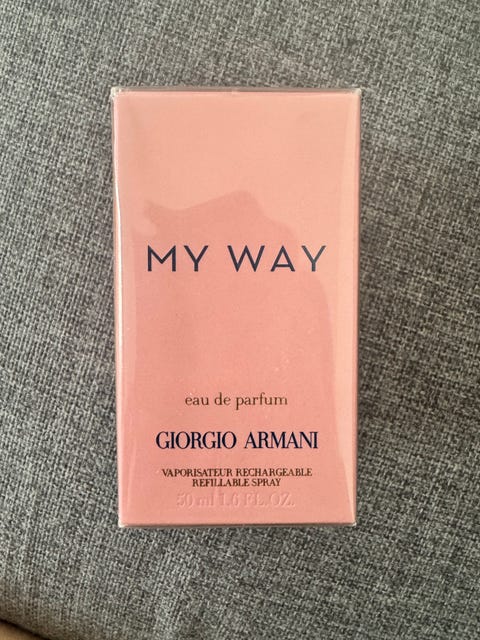 MY WAY
eau de parfum
GIORGIO ARMANI
VAPORISATEUR RECHARGEABLE
REFILLABLE SPRAY
50 ml 1.6 FL. OZ.